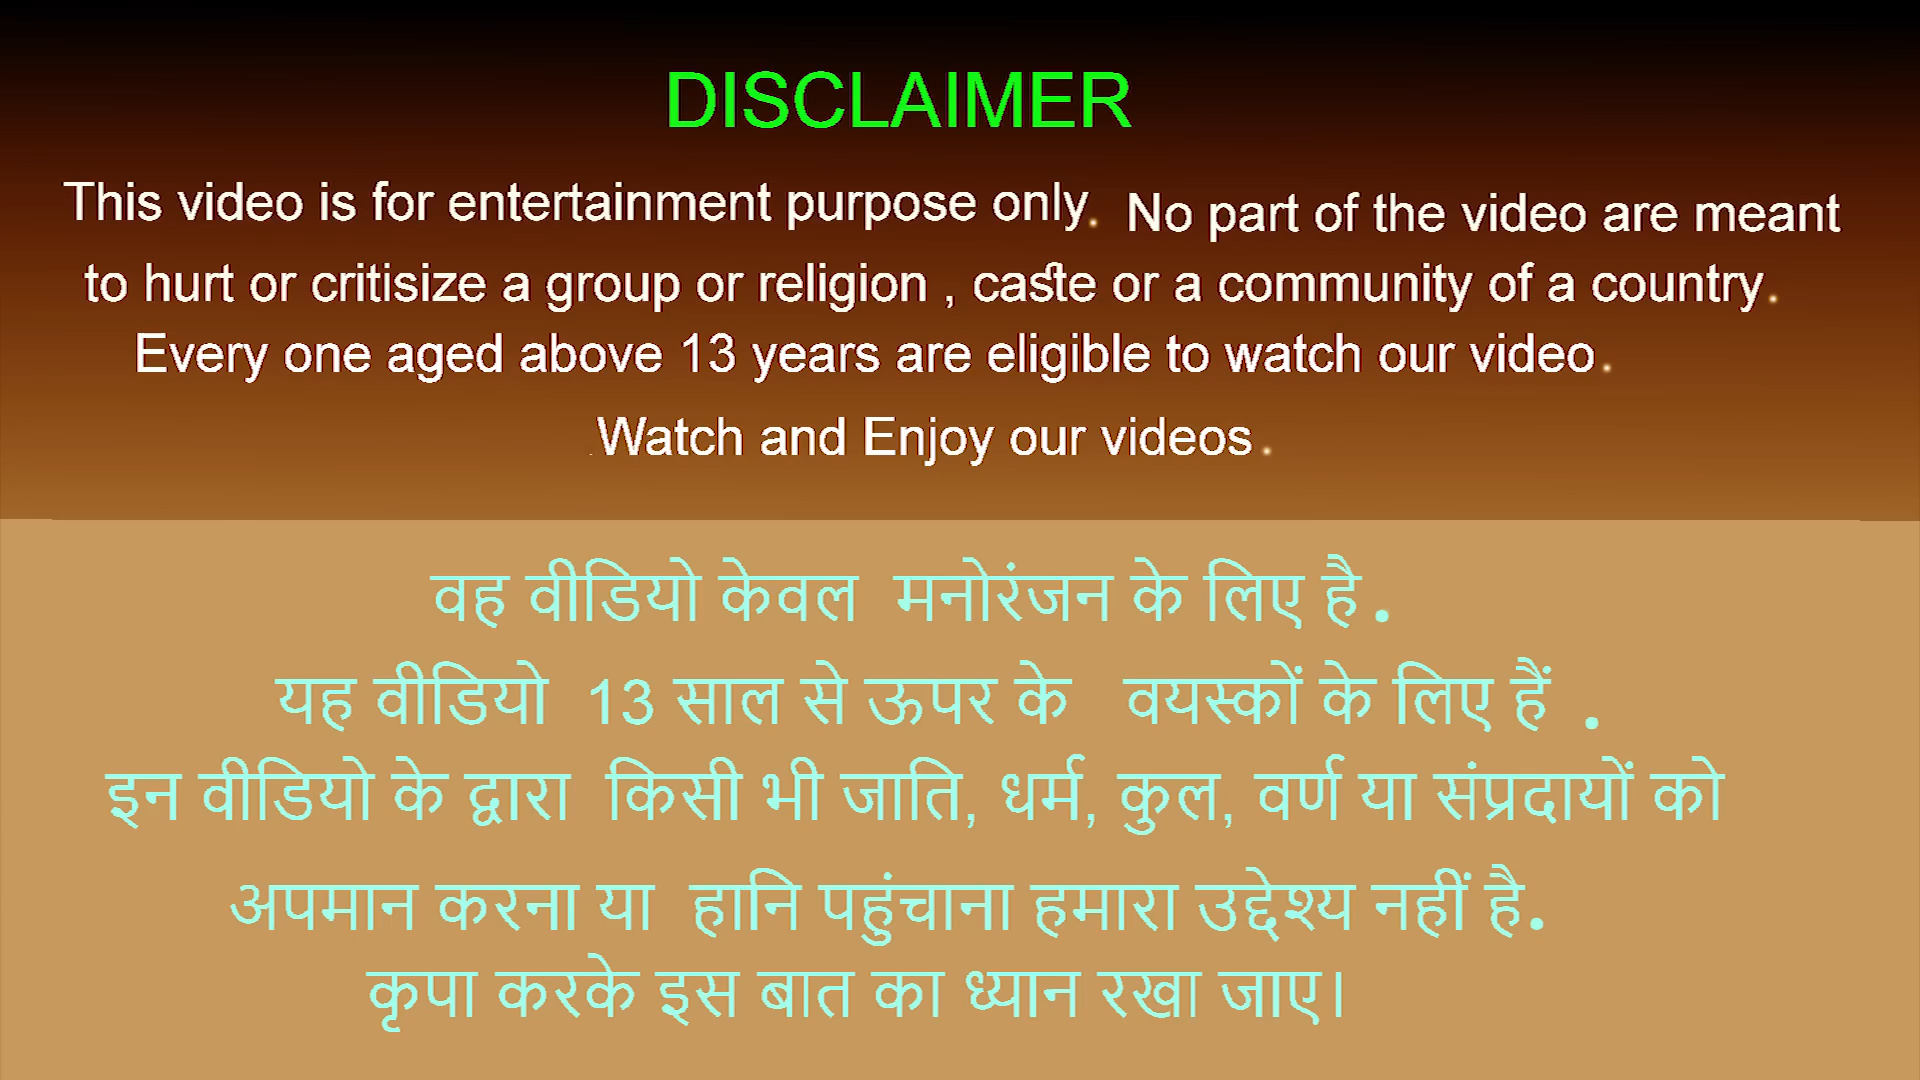 DISCLAIMER
This video is for entertainment purpose only. No part of the video are meant
to hurt or critisize a group or religion , caste or a community of a country.
Every one aged above 13 years are eligible to watch our video.
.Watch and Enjoy our videos.
वह वीडियो केवल मनोरंजन के लिए है.
यह वीडियो 13 साल से ऊपर के वयस्कों के लिए हैं .
इन वीडियो के द्वारा किसी भी जाति, धर्म, कुल, वर्ण या संप्रदायों को
अपमान करना या हानि पहुंचाना हमारा उद्देश्य नहीं है.
कृपा करके इस बात का ध्यान रखा जाए।